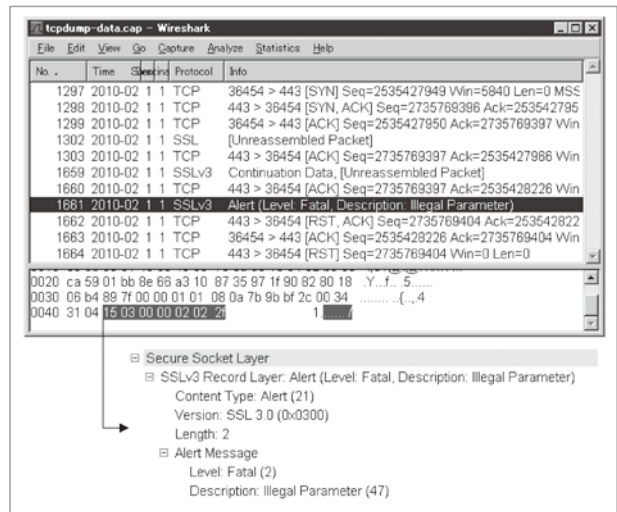 tcpdump-data.cap - Wireshark
File Edit View Go Capture Analyze Statistics Help
No. . Time Protocol Info
1297 2010-02 1 1 TCP 36454 > 443 [SYN] Seq=2535427949 Win=5840 Len=0 MSS
1298 2010-02 1 1 TCP 443 > 36454 [SYN, ACK] Seq=2735769396 Ack=253542795
1299 2010-02 1 1 TCP 36454 > 443 [ACK] Seq=2535427950 Ack=2735769397 Win
1302 2010-02 1 1 SSL [Unreassembled Packet]
1303 2010-02 1 1 TCP 443 > 36454 [ACK] Seq=2735769397 Ack=2535427966 Win
1659 2010-02 1 1 SSLv3 Continuation Data, [Unreassembled Packet]
1660 2010-02 1 1 TCP 443 > 36454 [ACK] Seq=2735769397 Ack=2535428226 Win
1661 2010-02 1 1 SSLv3 Alert (Level: Fatal, Description: Illegal Parameter)
1662 2010-02 1 1 TCP 443 > 36454 [RST, ACK] Seq=2735769404 Ack=253542822
1663 2010-02 1 1 TCP 36454 > 443 [ACK] Seq=2535428226 Ack=2735769404 Win
1664 2010-02 1 1 TCP 443 > 36454 [RST] Seq=2735769404 Win=0 Len=0
0020 ca 59 01 bb 8e 66 a3 10 87 35 97 1f 90 82 80 18 .Y...f.. .5......
0030 06 b4 89 7f 00 00 01 01 08 0a 7b 9b bf 2c 00 34 ........ ..{..,.4
0040 31 04 15 03 00 00 02 02 2f 1....... /
Secure Socket Layer
SSLv3 Record Layer: Alert (Level: Fatal, Description: Illegal Parameter)
Content Type: Alert (21)
Version: SSL 3.0 (0x0300)
Length: 2
Alert Message
Level: Fatal (2)
Description: Illegal Parameter (47)